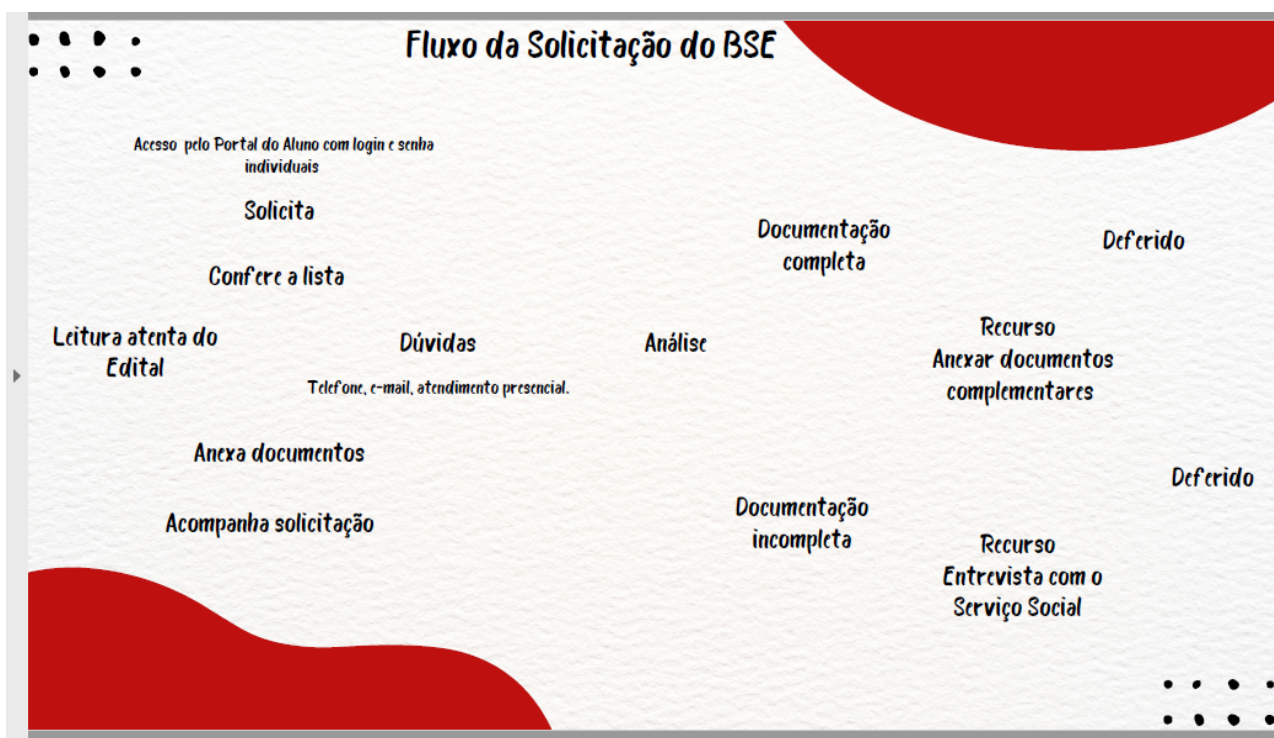 Fluxo da Solicitação do BSE
Acesso pelo Portal do Aluno com login e senha
individuais
Solicita
Confere a lista
Leitura atenta do
Edital
Dúvidas
Telefone, e-mail, atendimento presencial.
Anexa documentos
Acompanha solicitação
Análise
Documentação
completa
Deferido
Recurso
Anexar documentos
complementares
Documentação
incompleta
Recurso
Entrevista com o
Serviço Social
Deferido